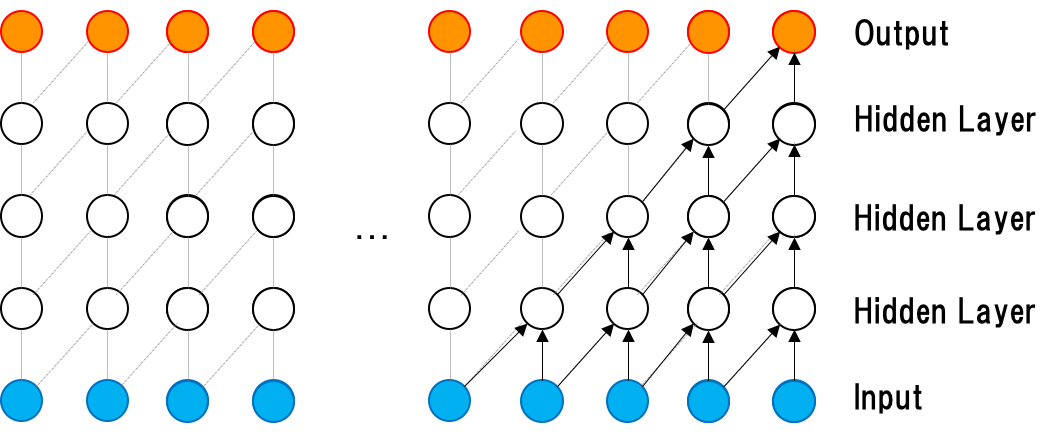 Output
Hidden Layer
Hidden Layer
...
Hidden Layer
Input